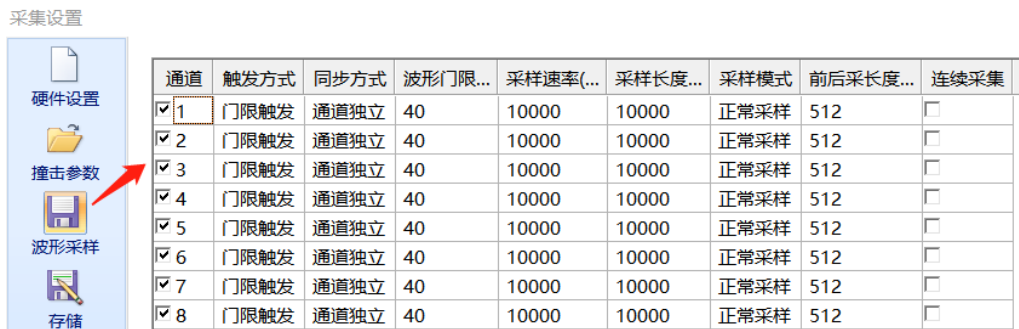 采集设置
硬件设置
撞击参数
波形采样
存储
通道 触发方式 同步方式 波形门限... 采样速率(... 采样长度... 采样模式 前后采长度... 连续采集
1 门限触发 通道独立 40 10000 10000 正常采样 512
2 门限触发 通道独立 40 10000 10000 正常采样 512
3 门限触发 通道独立 40 10000 10000 正常采样 512
4 门限触发 通道独立 40 10000 10000 正常采样 512
5 门限触发 通道独立 40 10000 10000 正常采样 512
6 门限触发 通道独立 40 10000 10000 正常采样 512
7 门限触发 通道独立 40 10000 10000 正常采样 512
8 门限触发 通道独立 40 10000 10000 正常采样 512